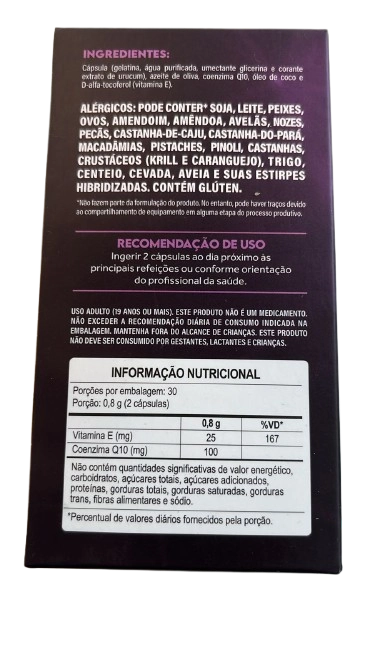 INGREDIENTES:
Cápsula (gelatina, água purificada, umectante glicerina e corante
extrato de urucum), azeite de oliva, coenzima Q10, óleo de coco e
D-alfa-tocoferol (vitamina E).
ALÉRGICOS: PODE CONTER* SOJA, LEITE, PEIXES,
OVOS, AMENDOIM, AMÊNDOA, AVELÃS, NOZES,
PECÃS, CASTANHA-DE-CAJU, CASTANHA-DO-PARÁ,
MACADÂMIAS, PISTACHES, PINOLI, CASTANHAS,
CRUSTÁCEOS (KRILL E CARANGUEJO), TRIGO,
CENTEIO, CEVADA, AVEIA E SUAS ESTIRPES
HIBRIDIZADAS. CONTÉM GLÚTEN.
*Não fazem parte da formulação do produto. No entanto, pode haver traços devido
ao compartilhamento de equipamento em alguma etapa do processo produtivo.
RECOMENDAÇÃO DE USO
Ingerir 2 cápsulas ao dia próximo às
principais refeições ou conforme orientação
do profissional da saúde.
USO ADULTO (19 ANOS OU MAIS). ESTE PRODUTO NÃO É UM MEDICAMENTO.
NÃO EXCEDER A RECOMENDAÇÃO DIÁRIA DE CONSUMO INDICADA NA
EMBALAGEM. MANTENHA FORA DO ALCANCE DE CRIANÇAS. ESTE PRODUTO
NÃO DEVE SER CONSUMIDO POR GESTANTES, LACTANTES E CRIANÇAS.
INFORMAÇÃO NUTRICIONAL
Porções por embalagem: 30
Porção: 0,8 g (2 cápsulas)
0,8 g %VD*
Vitamina E (mg) 25 167
Coenzima Q10 (mg) 100
Não contém quantidades significativas de valor energético,
carboidratos, açúcares totais, açúcares adicionados,
proteínas, gorduras totais, gorduras saturadas, gorduras
trans, fibras alimentares e sódio.
*Percentual de valores diários fornecidos pela porção.